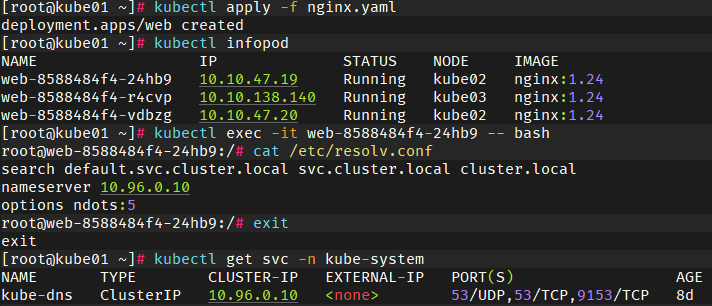 [root@kube01 ~]# kubectl apply -f nginx.yaml
deployment.apps/web created
[root@kube01 ~]# kubectl infopod
NAME IP STATUS NODE IMAGE
web-8588484f4-24hb9 10.10.47.19 Running kube02 nginx:1.24
web-8588484f4-r4cvp 10.10.138.140 Running kube03 nginx:1.24
web-8588484f4-vdbzg 10.10.47.20 Running kube02 nginx:1.24
[root@kube01 ~]# kubectl exec -it web-8588484f4-24hb9 -- bash
root@web-8588484f4-24hb9:/# cat /etc/resolv.conf
search default.svc.cluster.local svc.cluster.local cluster.local
nameserver 10.96.0.10
options ndots:5
root@web-8588484f4-24hb9:/# exit
exit
[root@kube01 ~]# kubectl get svc -n kube-system
NAME TYPE CLUSTER-IP EXTERNAL-IP PORT(S) AGE
kube-dns ClusterIP 10.96.0.10 <none> 53/UDP,53/TCP,9153/TCP 8d